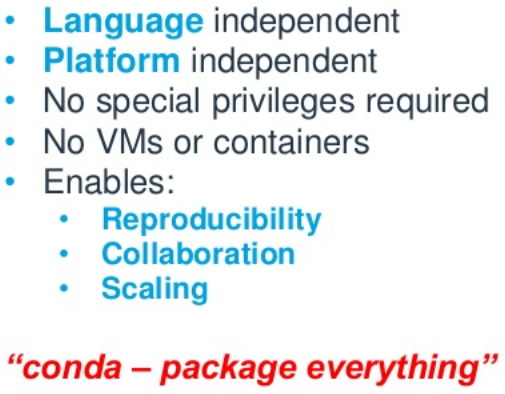 • Language independent
• Platform independent
• No special privileges required
• No VMs or containers
• Enables:
• Reproducibility
• Collaboration
• Scaling
“conda – package everything”